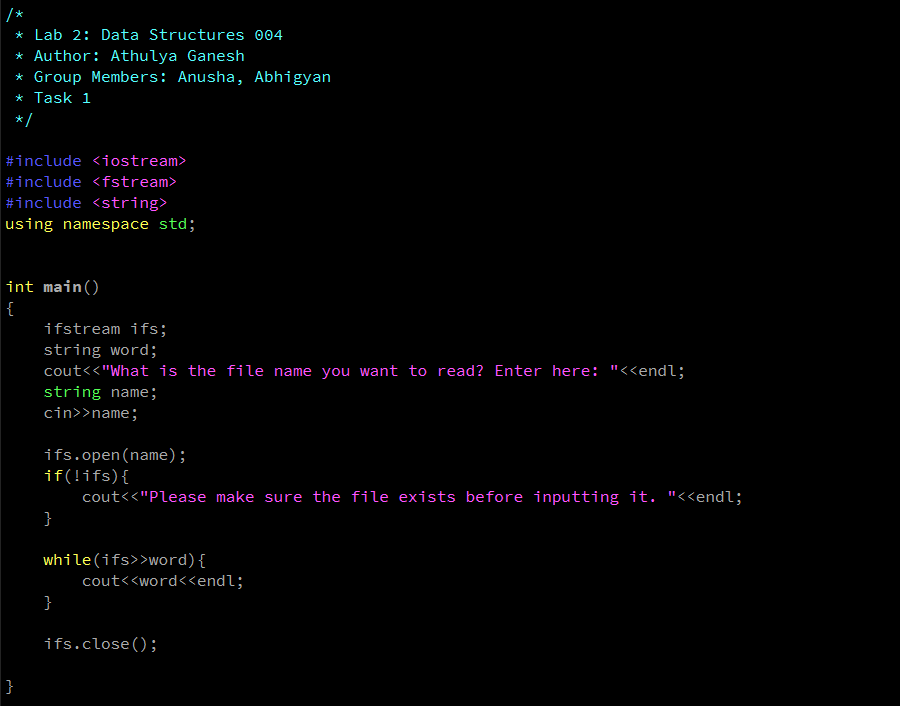 /*
 * Lab 2: Data Structures 004
 * Author: Athulya Ganesh
 * Group Members: Anusha, Abhigyan
 * Task 1
 */
#include <iostream>
#include <fstream>
#include <string>
using namespace std;
int main()
{
    ifstream ifs;
    string word;
    cout<<"What is the file name you want to read? Enter here: "<<endl;
    string name;
    cin>>name;
    ifs.open(name);
    if(!ifs){
        cout<<"Please make sure the file exists before inputting it. "<<endl;
    }
    while(ifs>>word){
        cout<<word<<endl;
    }
    ifs.close();
}